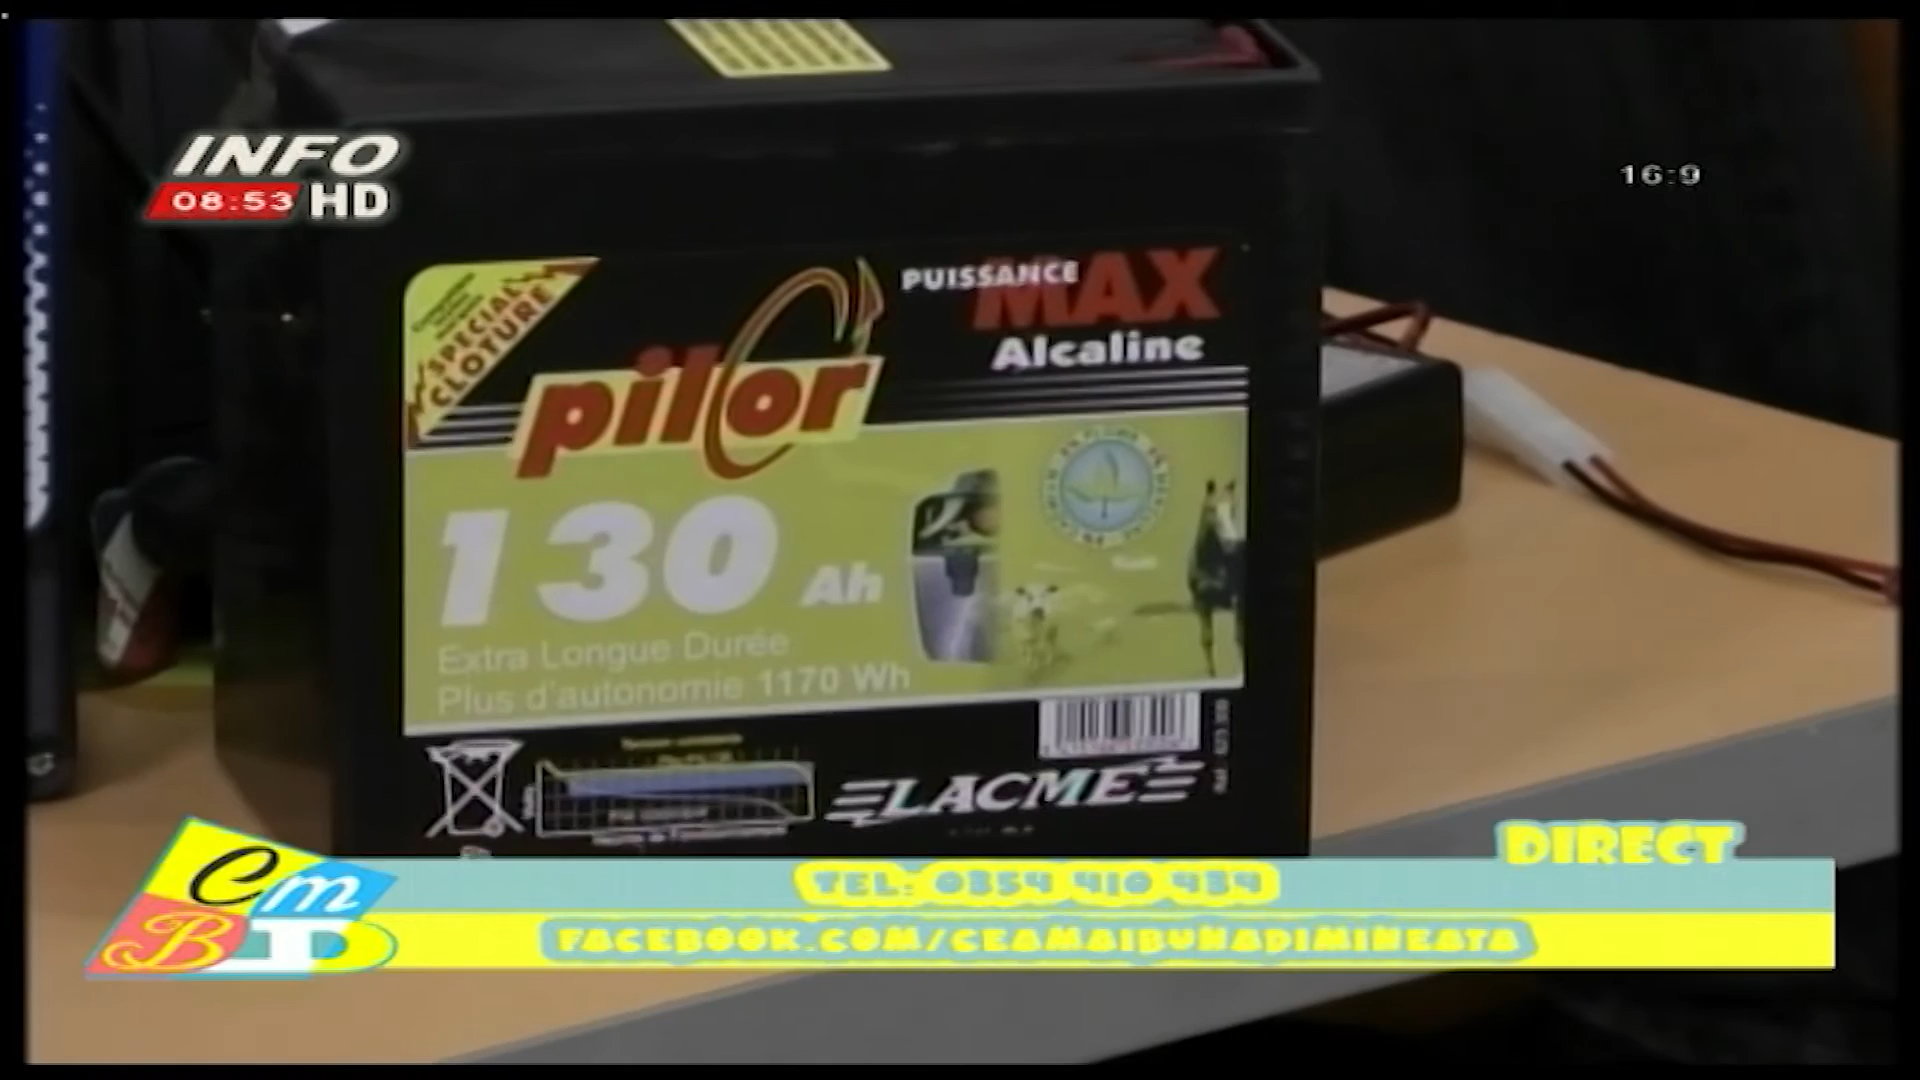 INFO
08:53 HD
16:9
SPECIAL
CLOTURE
pilor
PUISSANCE
MAX
Alcaline
130 Ah
Extra Longue Durée
Plus d'autonomie 1170 Wh
LACME
DIRECT
CMBD
TEL: 0354 410 434
FACEBOOK.COM/CEAMAIBUNADIMINEATA